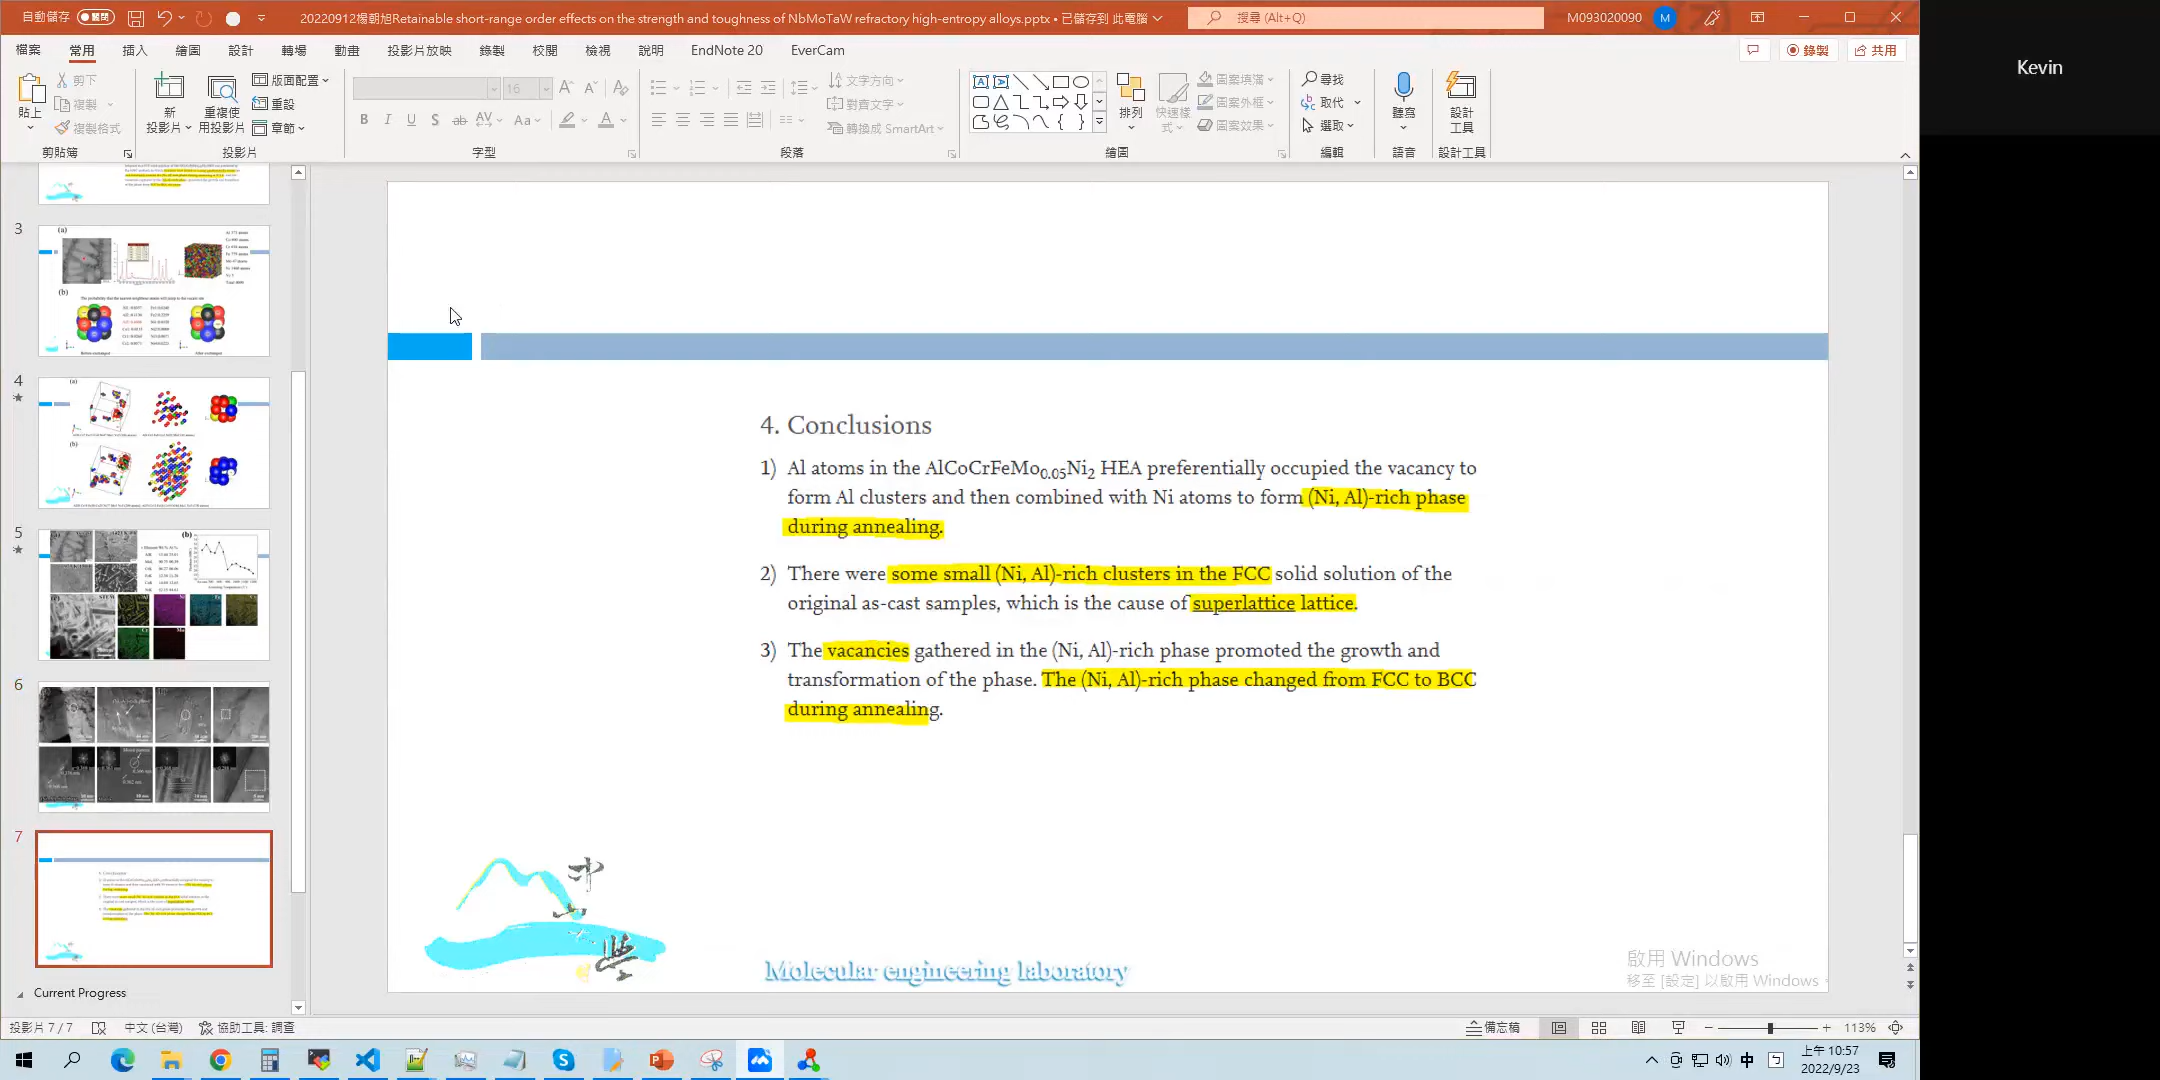 自動儲存
關閉
20220912楊朝旭Retainable short-range order effects on the strength and toughness of NbMoTaW refractory high-entropy alloys.pptx • 已儲存到 此電腦
搜尋 (Alt+Q)
M093020090
M
Kevin
檔案 常用 插入 繪圖 設計 轉場 動畫 投影片放映 錄製 校閱 檢視 說明 EndNote 20 EverCam
錄製
共用
貼上
剪下
複製
複製格式
剪貼簿
新
投影片
重複使
用投影片
版面配置
重設
章節
投影片
16
字型
文字方向
對齊文字
轉換成 SmartArt
段落
排列
快速樣
式
圖案填滿
圖案外框
圖案效果
繪圖
尋找
取代
選取
編輯
聽寫
語音
設計
工具
設計工具
3
(a)
(b)
Before exchanged
After exchanged
4
(a)
(b)
5
(b)
6
7
Current Progress
4. Conclusions
1) Al atoms in the AlCoCrFeMo0.05Ni2 HEA preferentially occupied the vacancy to
form Al clusters and then combined with Ni atoms to form (Ni, Al)-rich phase
during annealing.
2) There were some small (Ni, Al)-rich clusters in the FCC solid solution of the
original as-cast samples, which is the cause of superlattice lattice.
3) The vacancies gathered in the (Ni, Al)-rich phase promoted the growth and
transformation of the phase. The (Ni, Al)-rich phase changed from FCC to BCC
during annealing.
Molecular engineering laboratory
啟用 Windows
移至 [設定] 以啟用 Windows。
投影片 7 / 7
中文 (台灣)
協助工具: 調查
備忘稿
113%
中
上午 10:57
2022/9/23